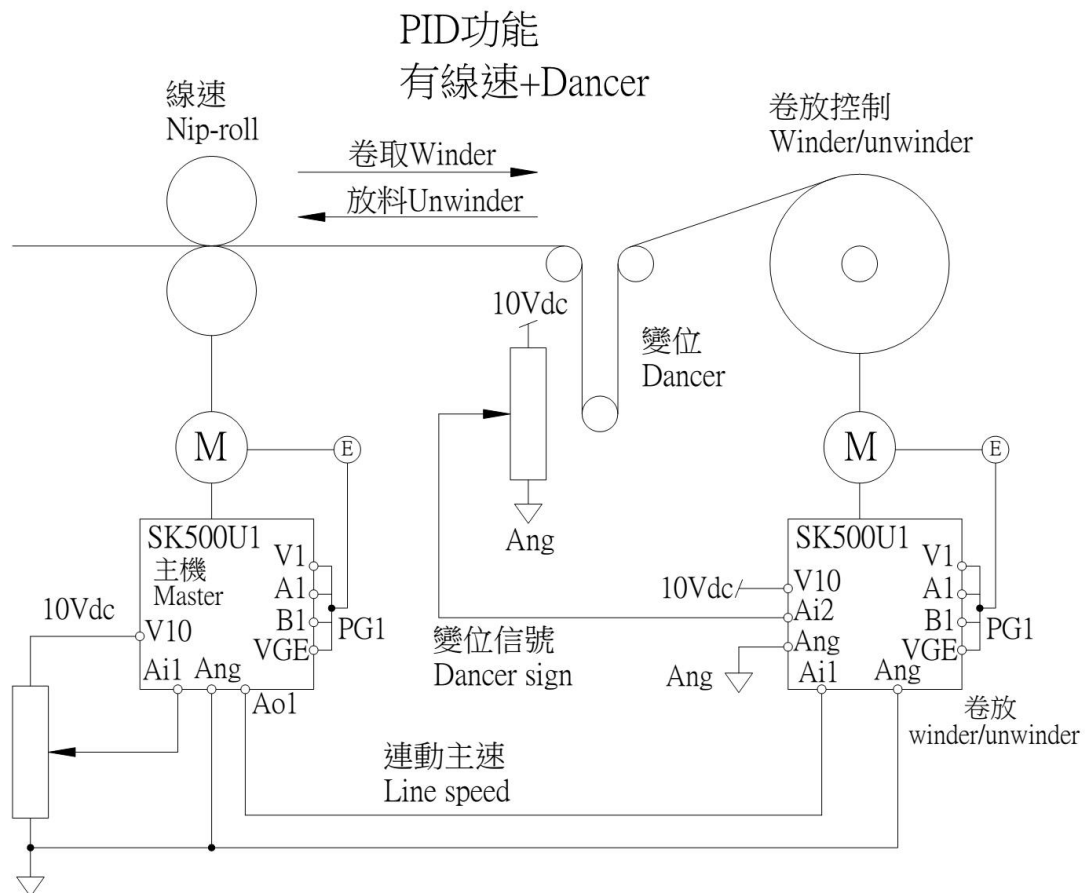 PID功能
有線速+Dancer
線速
Nip-roll
卷取Winder
放料Unwinder
卷放控制
Winder/unwinder
10Vdc
變位
Dancer
Ang
M
E
M
E
SK500U1
主機
Master
V1
A1
B1
VGE
PG1
10Vdc
V10
Ai1
Ang
Ao1
變位信號
Dancer sign
SK500U1
10Vdc
V10
Ai2
Ang
Ang
Ai1
Ang
V1
A1
B1
VGE
PG1
卷放
winder/unwinder
連動主速
Line speed